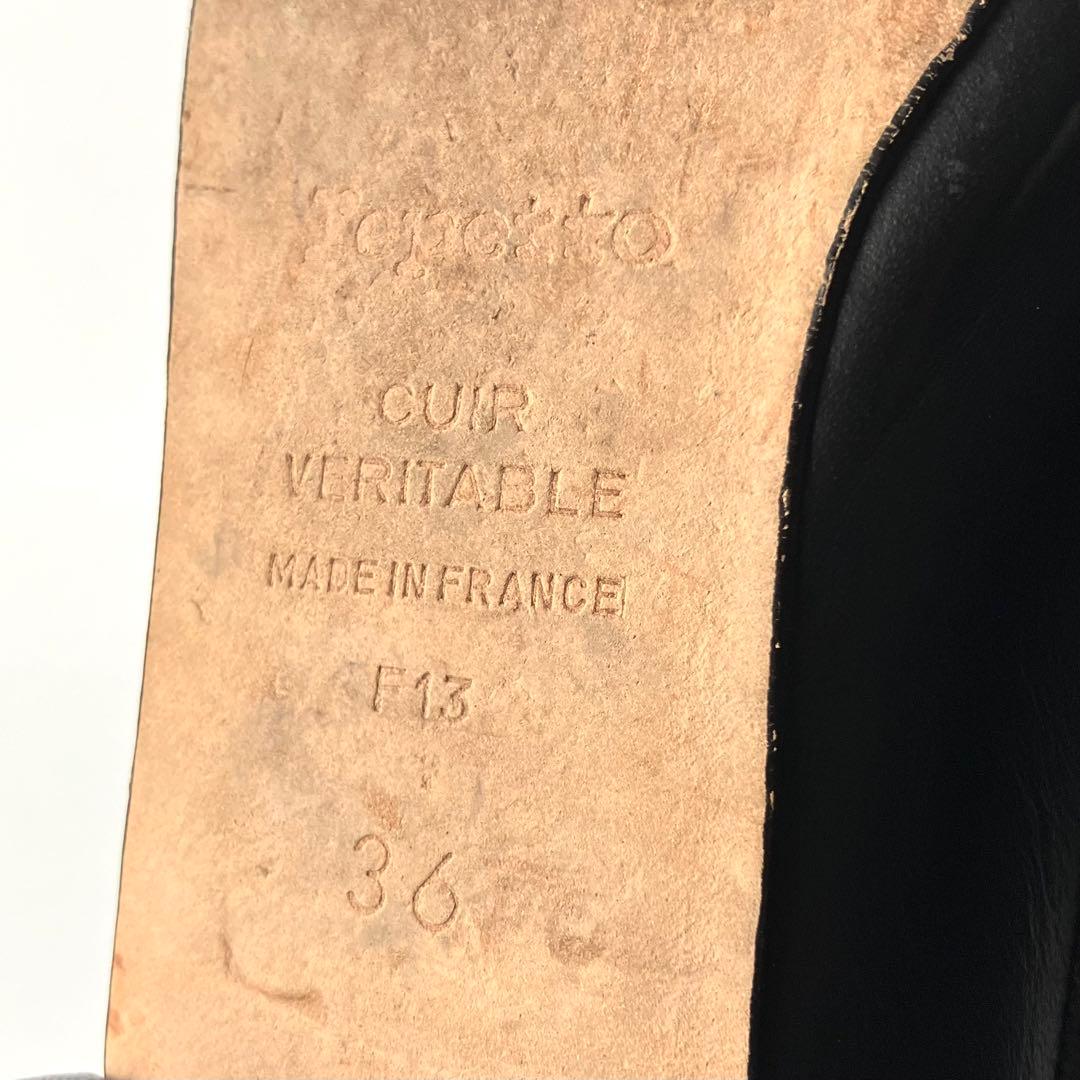 Repetto
CUIR
VERITABLE
MADE IN FRANCE
F13
36